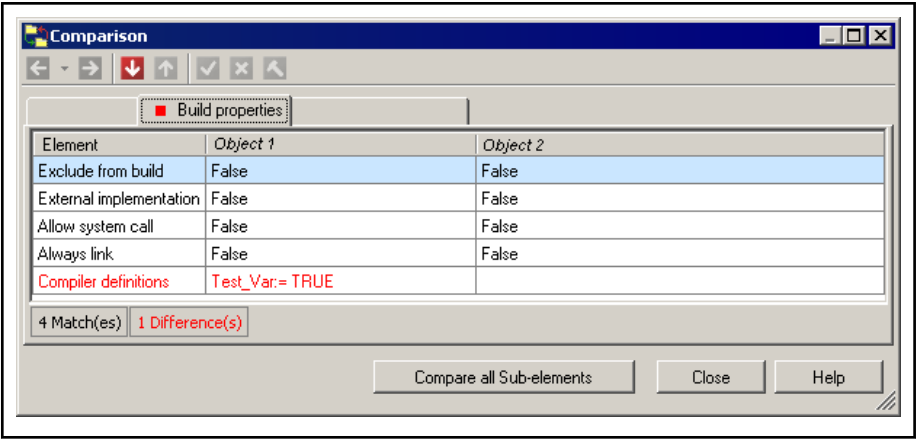 Comparison
Build properties
Element Object 1 Object 2
Exclude from build False False
External implementation False False
Allow system call False False
Always link False False
Compiler definitions Test_Var:= TRUE
4 Match(es) 1 Difference(s)
Compare all Sub-elements Close Help